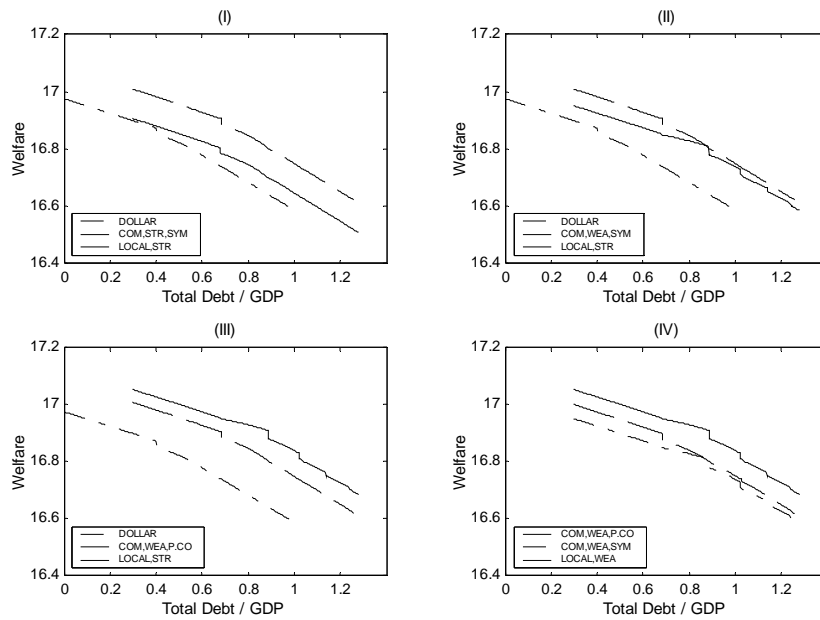 (I)
17.2
17
16.8
16.6
16.4
Welfare
DOLLAR
COM,STR,SYM
LOCAL,STR
0 0.2 0.4 0.6 0.8 1 1.2
Total Debt / GDP
(II)
17.2
17
16.8
16.6
16.4
Welfare
DOLLAR
COM,WEA,SYM
LOCAL,STR
0 0.2 0.4 0.6 0.8 1 1.2
Total Debt / GDP
(III)
17.2
17
16.8
16.6
16.4
Welfare
DOLLAR
COM,WEA,P.CO
LOCAL,STR
0 0.2 0.4 0.6 0.8 1 1.2
Total Debt / GDP
(IV)
17.2
17
16.8
16.6
16.4
Welfare
COM,WEA,P.CO
COM,WEA,SYM
LOCAL,WEA
0 0.2 0.4 0.6 0.8 1 1.2
Total Debt / GDP